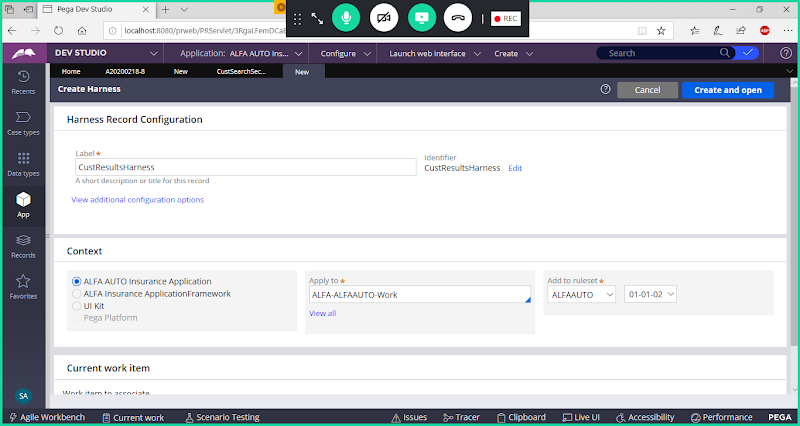 Pega Dev Studio
localhost:8080/prweb/PRServlet/3RgaLFemDCaE
REC
ABP
DEV STUDIO
Application: ALFA AUTO Ins...
Configure
Launch web interface
Create
Search
Recents
Case types
Data types
App
Records
Favorites
SA
Home
A20200218-8
New
CustSearchSec...
New
Create Harness
Cancel
Create and open
Harness Record Configuration
Label *
CustResultsHarness
A short description or title for this record
Identifier
CustResultsHarness Edit
View additional configuration options
Context
ALFA AUTO Insurance Application
ALFA Insurance ApplicationFramework
UI Kit
Pega Platform
Apply to *
ALFA-ALFAAUTO-Work
View all
Add to ruleset *
ALFAAUTO
01-01-02
Current work item
Work item to associate
Agile Workbench
Current work
Scenario Testing
Issues
Tracer
Clipboard
Live UI
Accessibility
Performance
PEGA